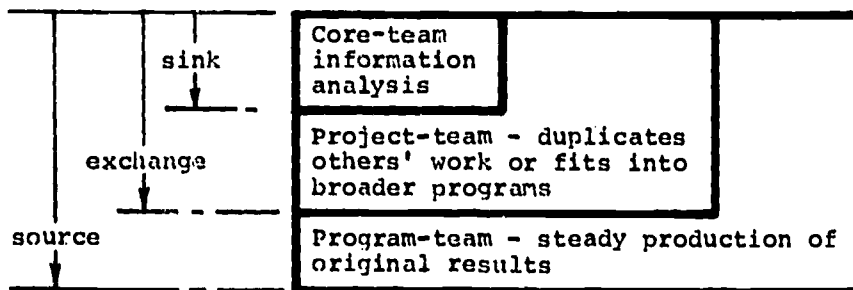 sink
Core-team
information
analysis
exchange
Project-team - duplicates
others' work or fits into
broader programs
source
Program-team - steady production of
original results